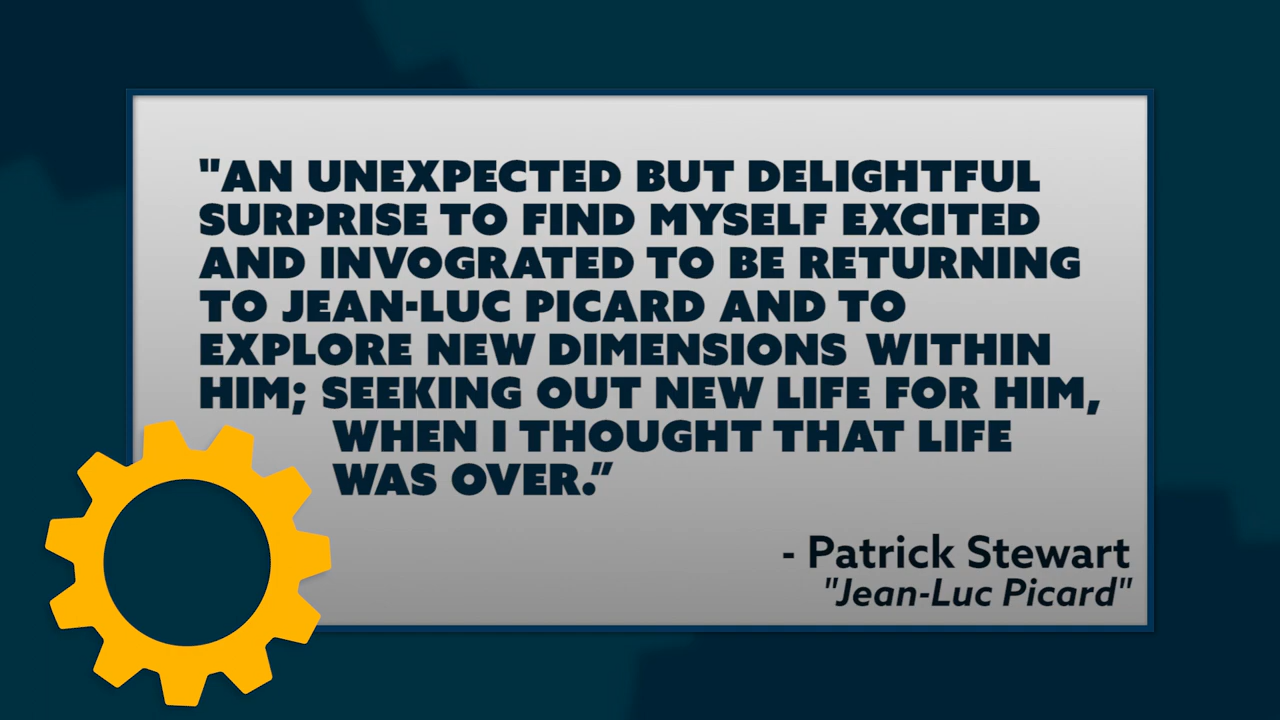 "AN UNEXPECTED BUT DELIGHTFUL
SURPRISE TO FIND MYSELF EXCITED
AND INVOGRATED TO BE RETURNING
TO JEAN-LUC PICARD AND TO
EXPLORE NEW DIMENSIONS WITHIN
HIM; SEEKING OUT NEW LIFE FOR HIM,
WHEN I THOUGHT THAT LIFE
WAS OVER.”
- Patrick Stewart
"Jean-Luc Picard"